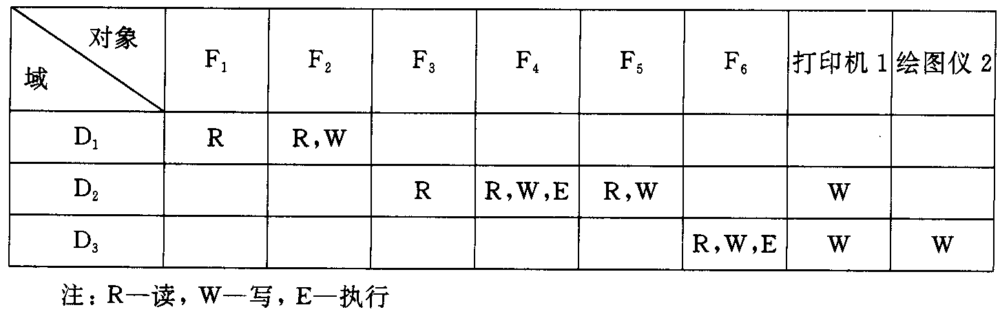 对象
域
F₁ F₂ F₃ F₄ F₅ F₆ 打印机 1 绘图仪 2
D₁ R R,W
D₂ R R,W,E R,W W
D₃ R,W,E W W
注：R—读，W—写，E—执行